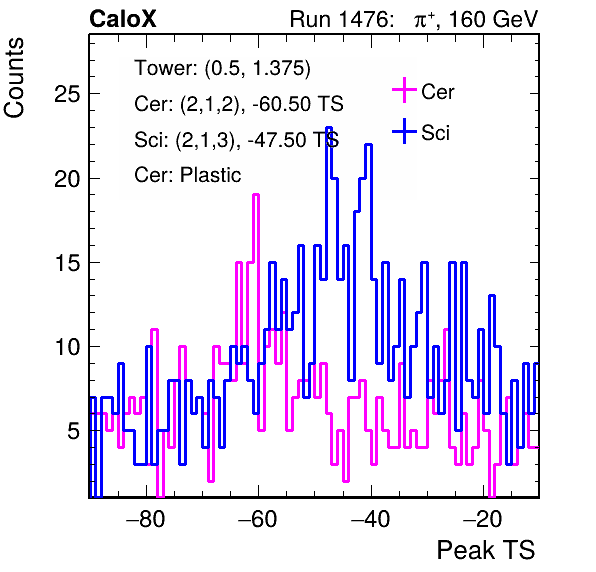 CaloX Run 1476: π⁺, 160 GeV
Counts
Tower: (0.5, 1.375)
Cer: (2,1,2), -60.50 TS
Sci: (2,1,3), -47.50 TS
Cer: Plastic
Cer
Sci
25
20
15
10
5
−80 −60 −40 −20
Peak TS